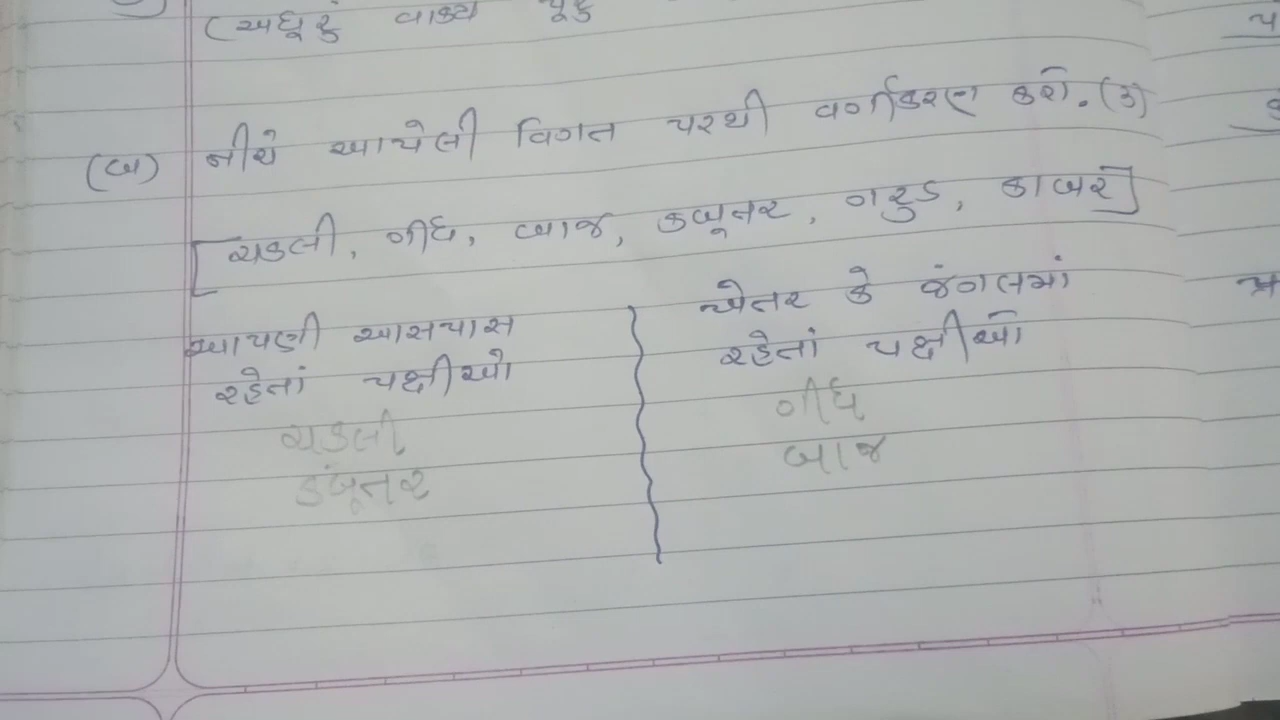 (અધૂરું વાક્ય
(બ) નીચે આપેલી વિગત પરથી વર્ગીકરણ કરો. (૩)
[ચકલી, ગીધ, બાજ, કબૂતર, ગરુડ, કાબર]
આપણી આસપાસ
રહેતાં પક્ષીઓ
ચકલી
કબૂતર
ખેતર કે જંગલમાં
રહેતાં પક્ષીઓ
ગીધ
બાજ